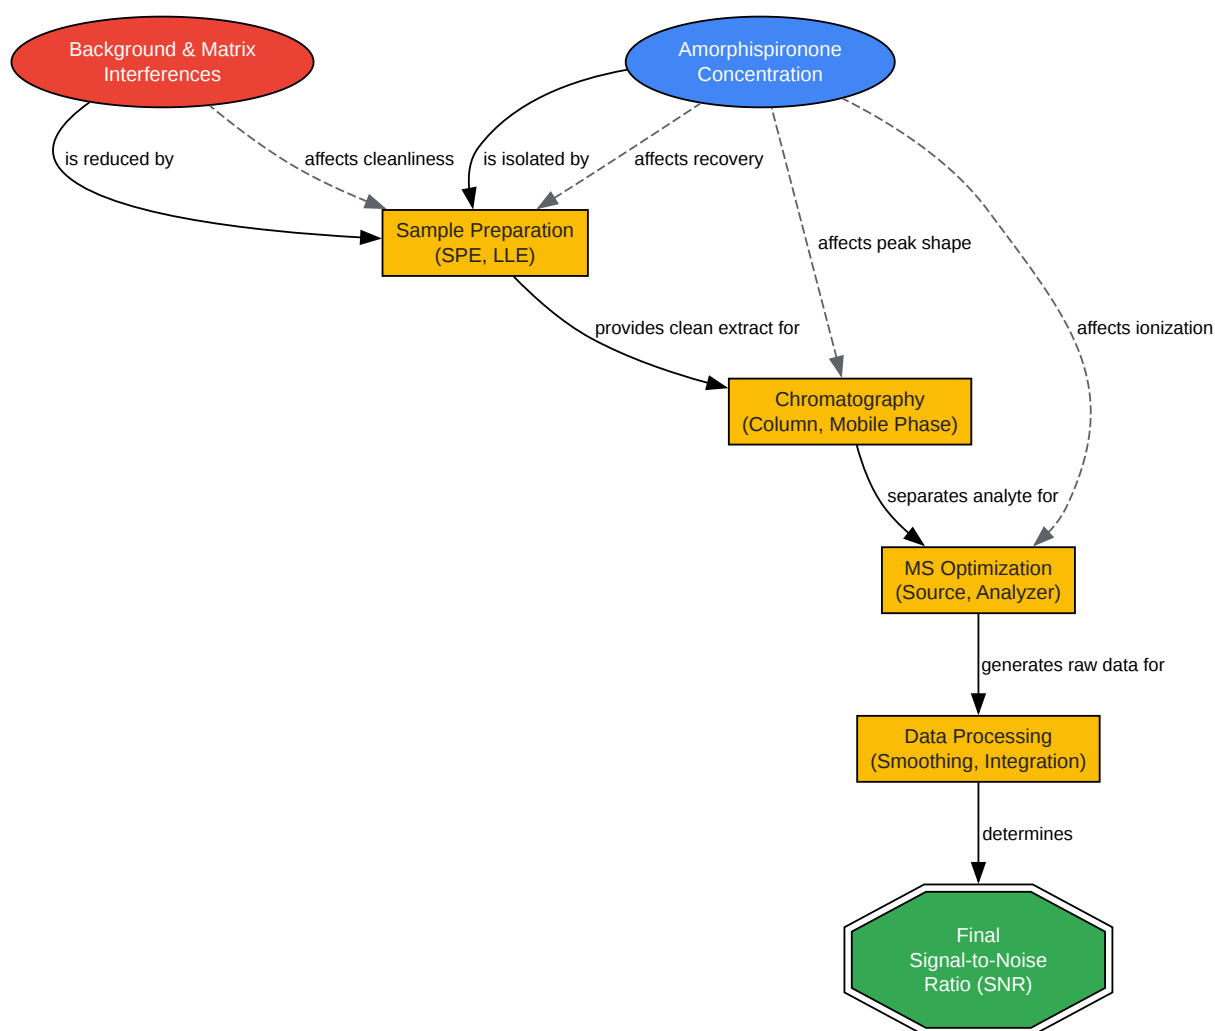 Background & Matrix
Interferences
Amorphispironone
Concentration
is reduced by
affects cleanliness
is isolated by
affects recovery
Sample Preparation
(SPE, LLE)
affects peak shape
provides clean extract for
affects ionization
Chromatography
(Column, Mobile Phase)
separates analyte for
MS Optimization
(Source, Analyzer)
generates raw data for
Data Processing
(Smoothing, Integration)
determines
Final
Signal-to-Noise
Ratio (SNR)